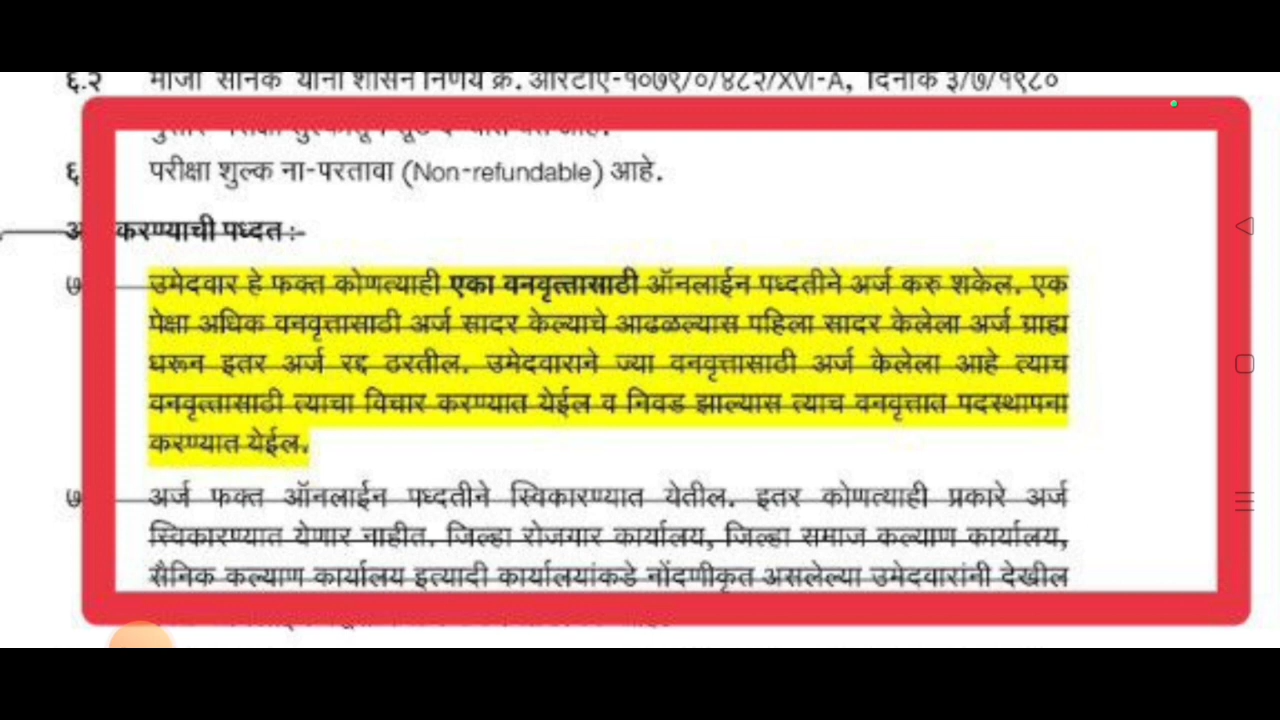 ६.२ माजी सैनिक यांना शासन निर्णय क्र. आरटीए-१०७९/०/४८२/XVI-A, दिनांक ३/७/१९८०
परीक्षा शुल्क ना-परतावा (Non-refundable) आहे.
करण्याची पध्दत :-
उमेदवार हे फक्त कोणत्याही एका वनवृत्तासाठी ऑनलाईन पध्दतीने अर्ज करु शकेल. एक
पेक्षा अधिक वनवृत्तासाठी अर्ज सादर केल्याचे आढळल्यास पहिला सादर केलेला अर्ज ग्राह्य
धरून इतर अर्ज रद्द ठरतील. उमेदवाराने ज्या वनवृत्तासाठी अर्ज केलेला आहे त्याच
वनवृत्तासाठी त्याचा विचार करण्यात येईल व निवड झाल्यास त्याच वनवृत्तात पदस्थापना
करण्यात येईल.
अर्ज फक्त ऑनलाईन पध्दतीने स्विकारण्यात येतील. इतर कोणत्याही प्रकारे अर्ज
स्विकारण्यात येणार नाहीत. जिल्हा रोजगार कार्यालय, जिल्हा समाज कल्याण कार्यालय,
सैनिक कल्याण कार्यालय इत्यादी कार्यालयांकडे नोंदणीकृत असलेल्या उमेदवारांनी देखील